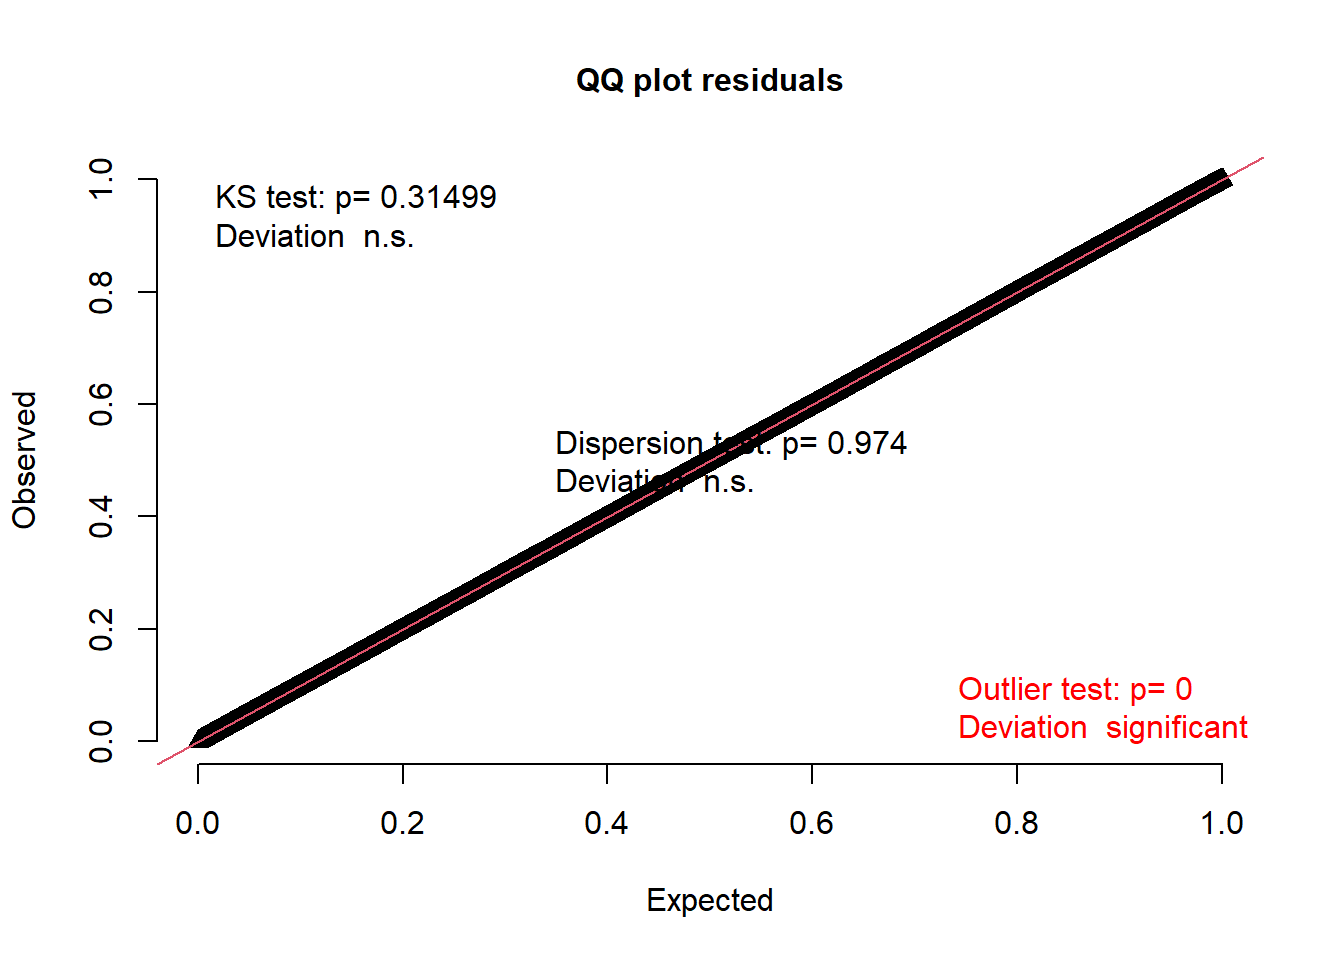 QQ plot residuals
KS test: p= 0.31499
Deviation  n.s.
Dispersion test: p= 0.974
Deviation  n.s.
Outlier test: p= 0
Deviation  significant
Observed
0.0
0.2
0.4
0.6
0.8
1.0
0.0 0.2 0.4 0.6 0.8 1.0
Expected